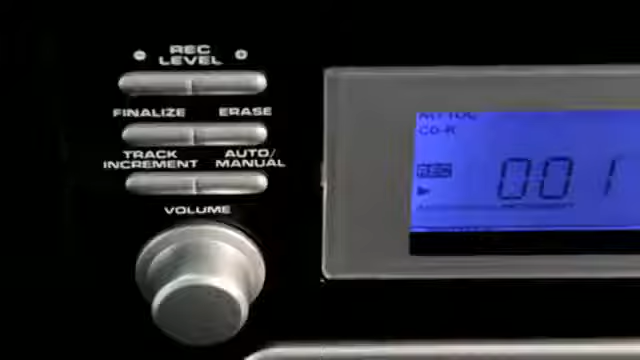 REC
- LEVEL +
FINALIZE ERASE
TRACK INCREMENT AUTO/MANUAL
VOLUME
CD-R
REC
001